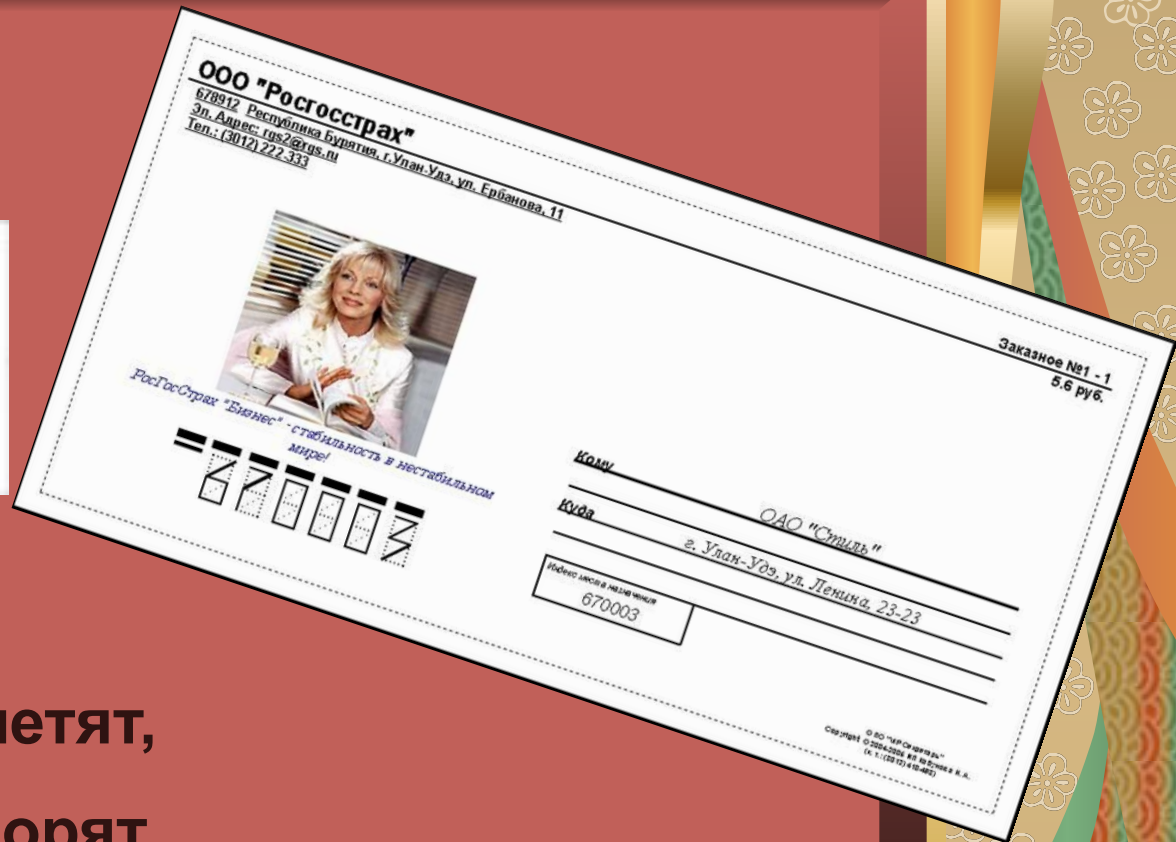 ООО "Росгосстрах"
678912 Республика Бурятия, г.Улан-Удэ, ул. Ербанова, 11
Эл. Адрес: rgs2@rgs.ru
Тел.: (3012) 222-333
Заказное №1 - 1
5.6 руб.
РосГосСтрах "Бизнес" - стабильность в нестабильном
мире!
670003
Кому
ОАО "Стиль"
Куда
г. Улан-Удэ, ул. Ленина, 23-23
Индекс места назначения
670003
летят,
орят